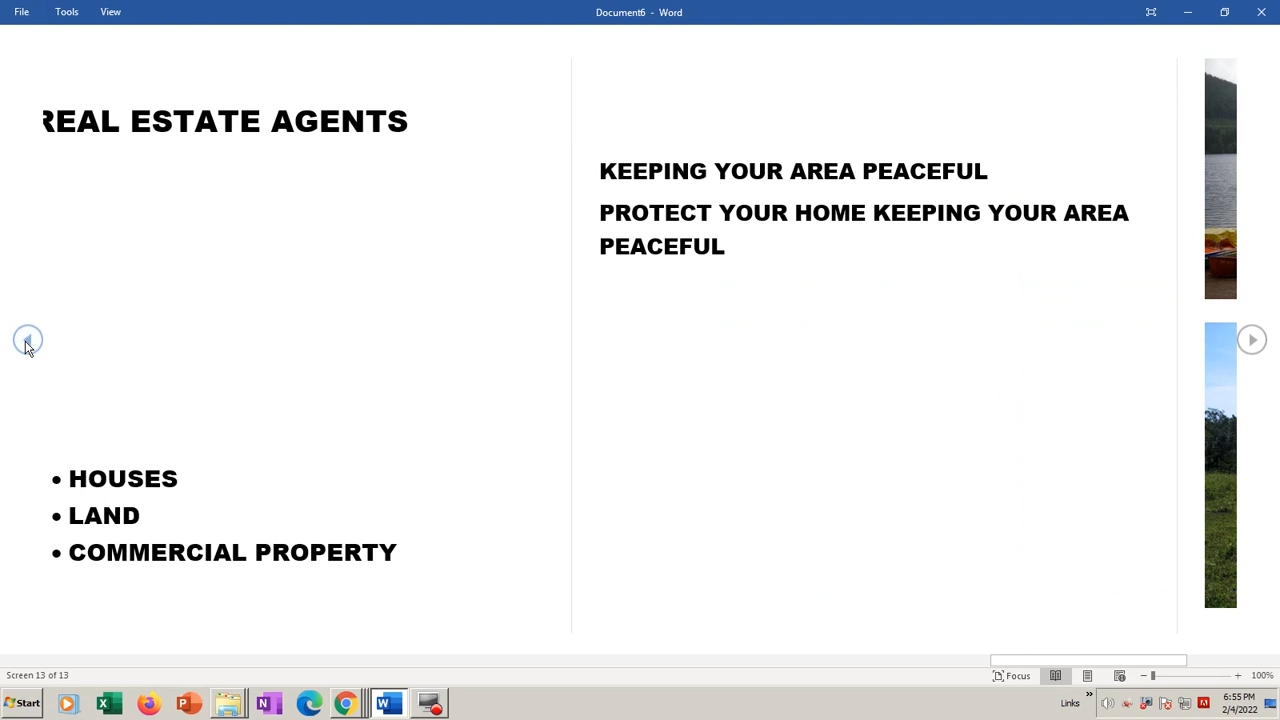 File Tools View Document6 - Word
REAL ESTATE AGENTS
• HOUSES
• LAND
• COMMERCIAL PROPERTY
KEEPING YOUR AREA PEACEFUL
PROTECT YOUR HOME KEEPING YOUR AREA
PEACEFUL
Screen 13 of 13 Focus 100%
Start Links 6:55 PM
2/4/2022